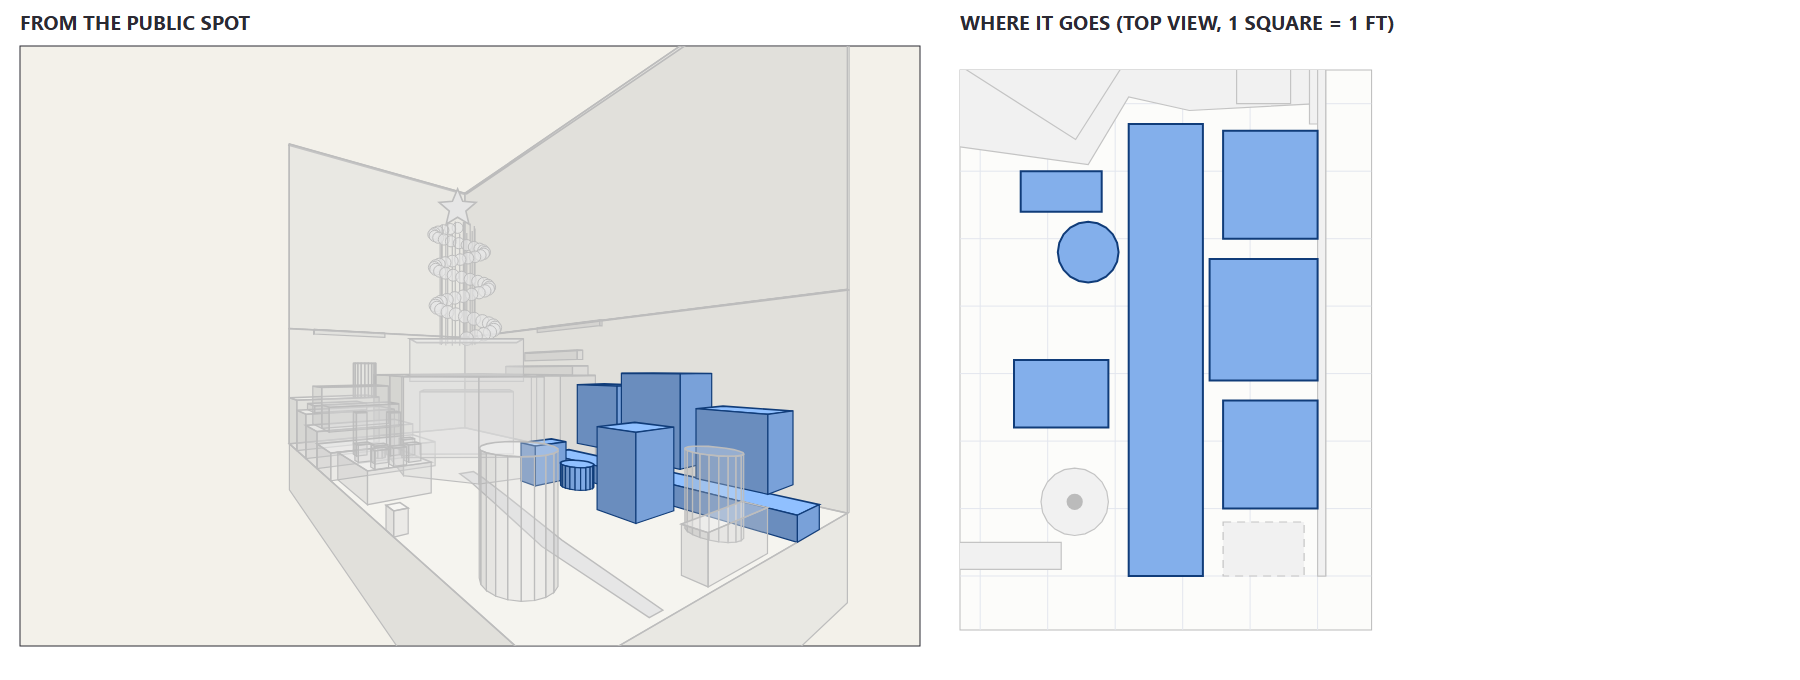 FROM THE PUBLIC SPOT
WHERE IT GOES (TOP VIEW, 1 SQUARE = 1 FT)